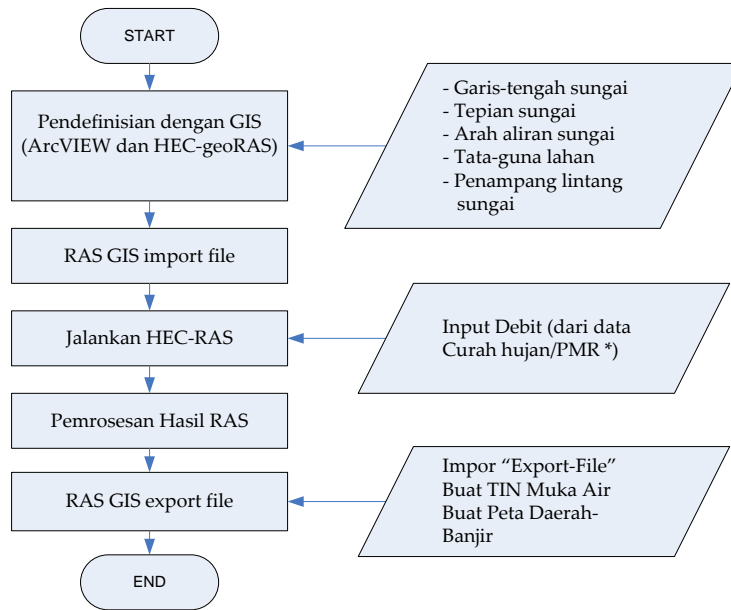 START
Pendefinisian dengan GIS
(ArcVIEW dan HEC-geoRAS)
- Garis-tengah sungai
- Tepian sungai
- Arah aliran sungai
- Tata-guna lahan
- Penampang lintang
sungai
RAS GIS import file
Jalankan HEC-RAS
Input Debit (dari data
Curah hujan/PMR *)
Pemrosesan Hasil RAS
RAS GIS export file
Impor “Export-File”
Buat TIN Muka Air
Buat Peta Daerah-
Banjir
END